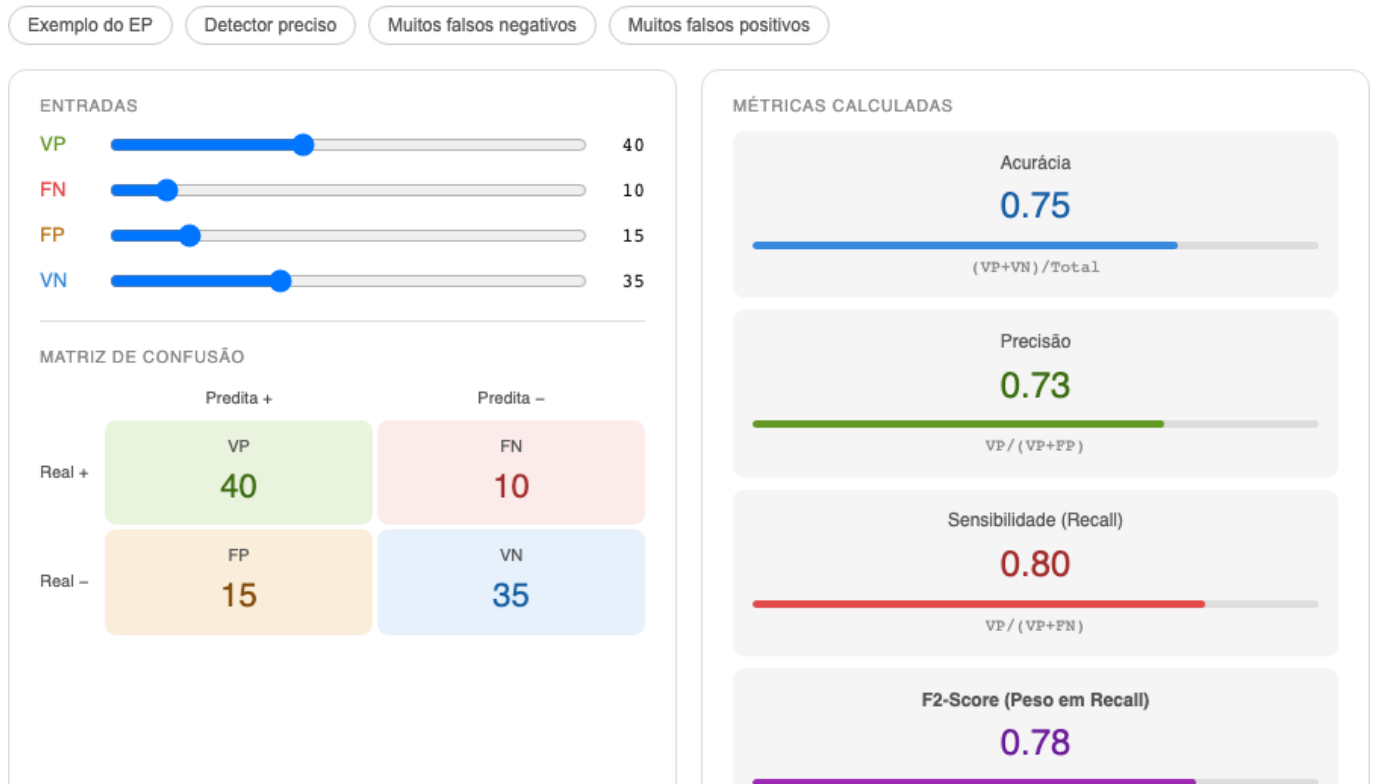 Exemplo do EP
Detector preciso
Muitos falsos negativos
Muitos falsos positivos
ENTRADAS
VP 40
FN 10
FP 15
VN 35
MATRIZ DE CONFUSÃO
Predita + Predita −
Real +
VP
40
FN
10
Real −
FP
15
VN
35
MÉTRICAS CALCULADAS
Acurácia
0.75
(VP+VN)/Total
Precisão
0.73
VP/(VP+FP)
Sensibilidade (Recall)
0.80
VP/(VP+FN)
F2-Score (Peso em Recall)
0.78